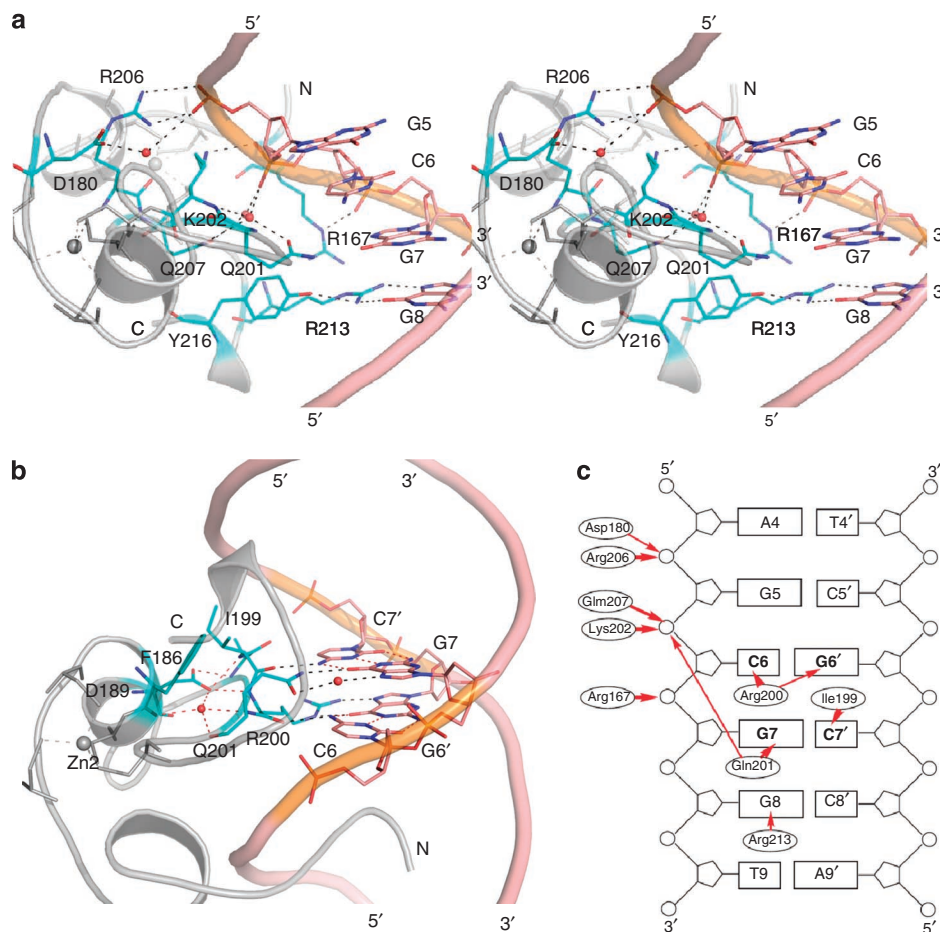 a
5′
R206
N
G5
C6
D180
K202
R167
3′
Q207
Q201
G7
3′
C
R213
G8
Y216
5′
5′
R206
N
G5
C6
D180
K202
R167
3′
Q207
Q201
G7
3′
C
R213
G8
Y216
5′
b
5′
3′
C
I199
C7′
F186
G7
D189
Zn2
Q201
R200
C6
G6′
N
5′
3′
c
5′
3′
Asp180
A4
T4′
Arg206
Glm207
G5
C5′
Lys202
C6
G6′
Arg167
Arg200
Ile199
G7
C7′
Gln201
G8
C8′
Arg213
T9
A9′
3′
5′